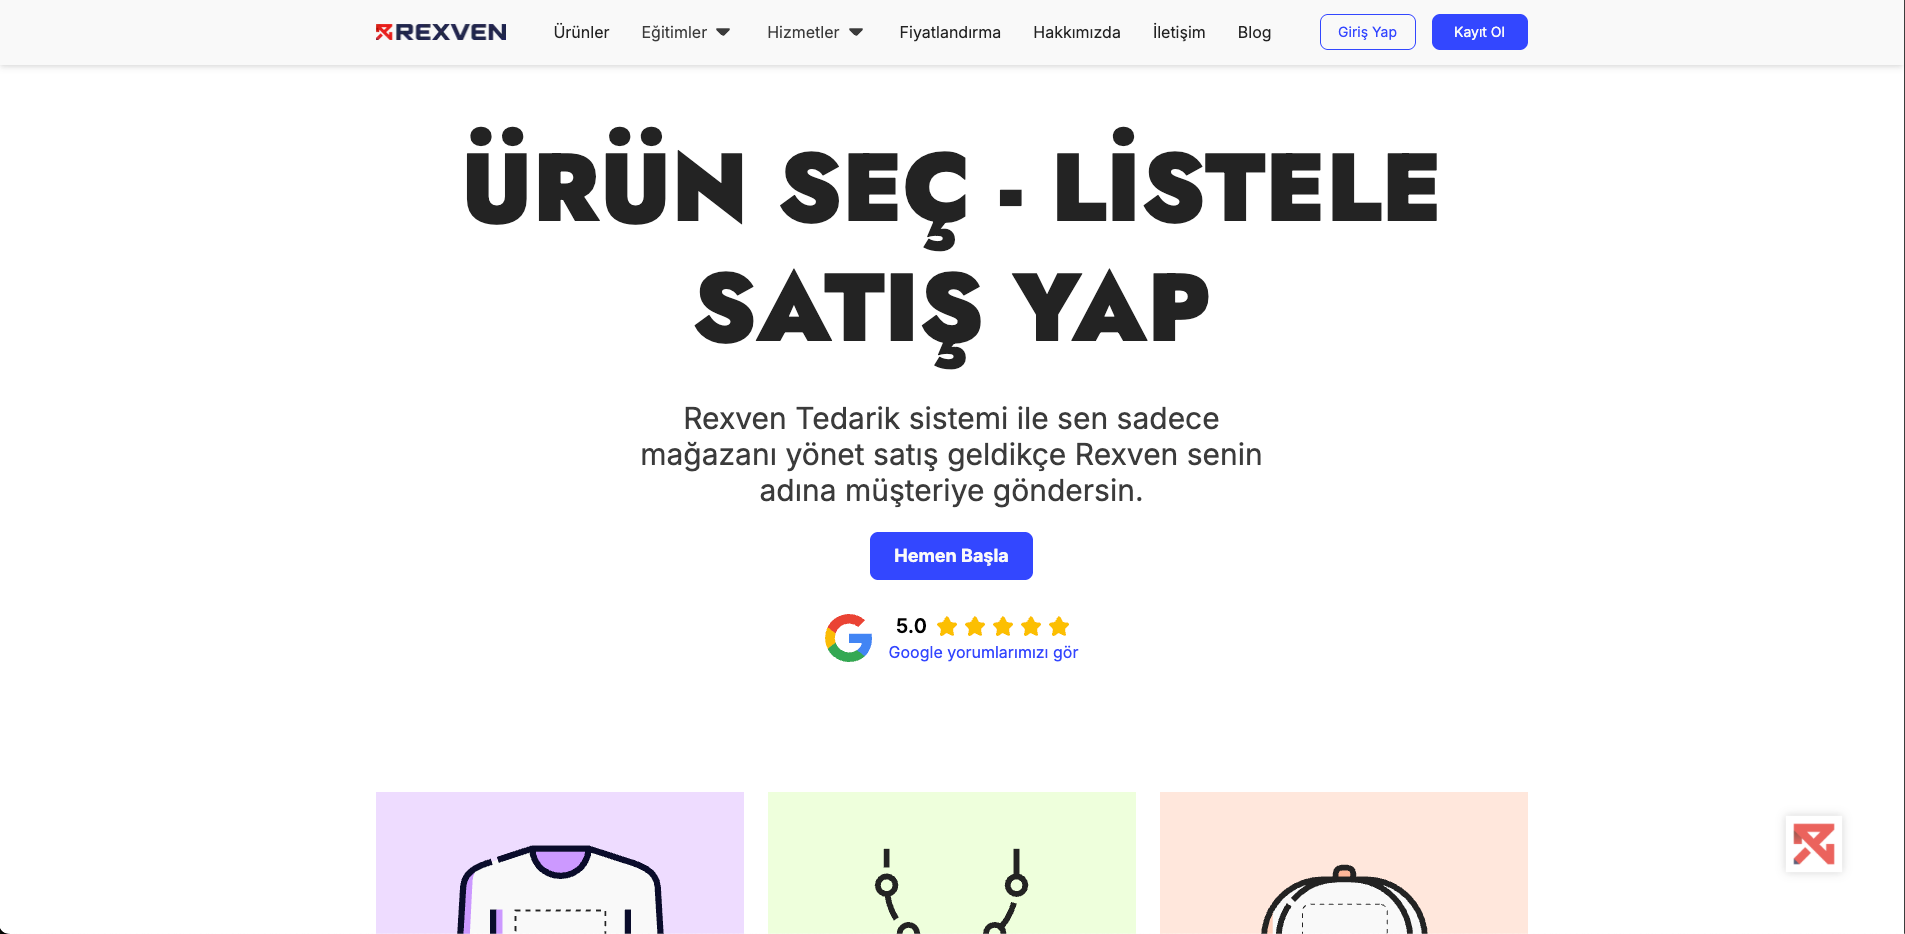 REXVEN
Ürünler
Eğitimler
Hizmetler
Fiyatlandırma
Hakkımızda
İletişim
Blog
Giriş Yap
Kayıt Ol
ÜRÜN SEÇ - LİSTELE
SATIŞ YAP
Rexven Tedarik sistemi ile sen sadece
mağazanı yönet satış geldikçe Rexven senin
adına müşteriye göndersin.
Hemen Başla
5.0
Google yorumlarımızı gör